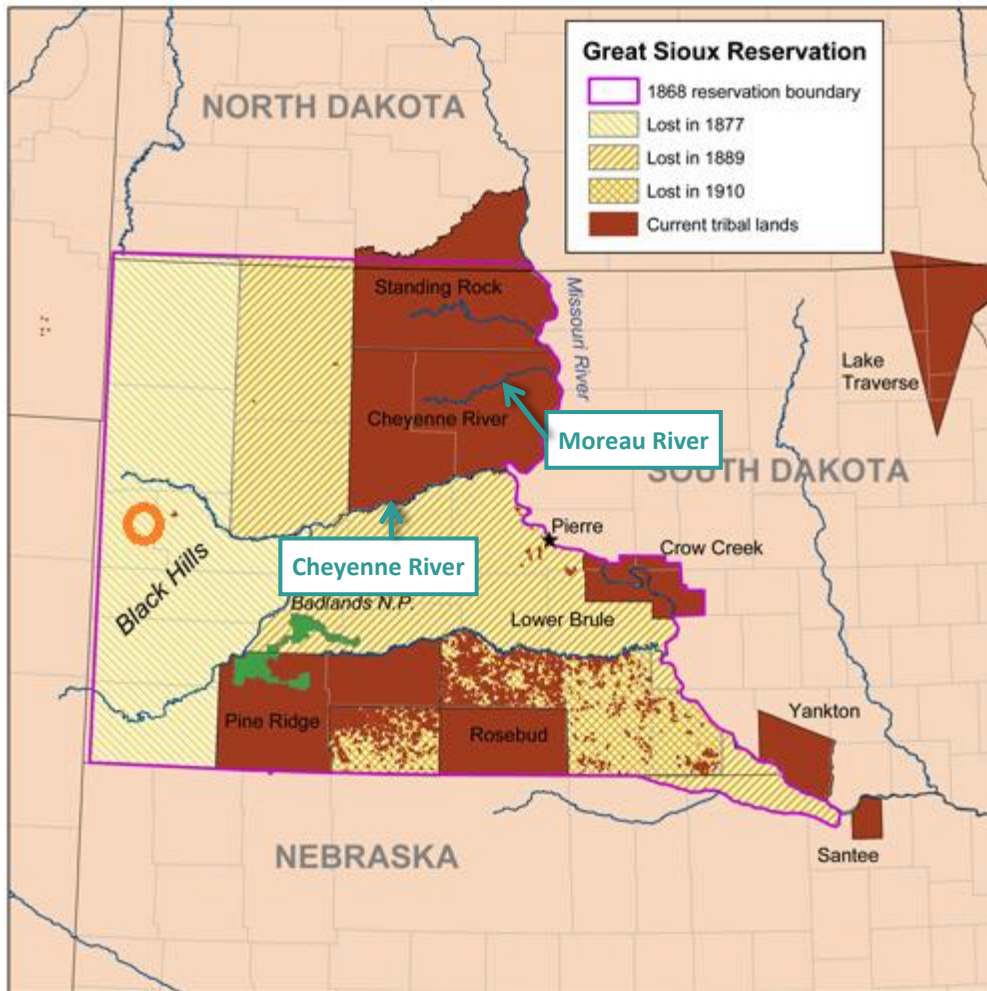 Great Sioux Reservation
1868 reservation boundary
Lost in 1877
Lost in 1889
Lost in 1910
Current tribal lands
NORTH DAKOTA
Standing Rock
Missouri River
Lake
Traverse
Cheyenne River
Moreau River
SOUTH DAKOTA
Pierre
Crow Creek
Cheyenne River
Black Hills
Badlands N.P.
Lower Brule
Pine Ridge
Rosebud
Yankton
NEBRASKA
Santee